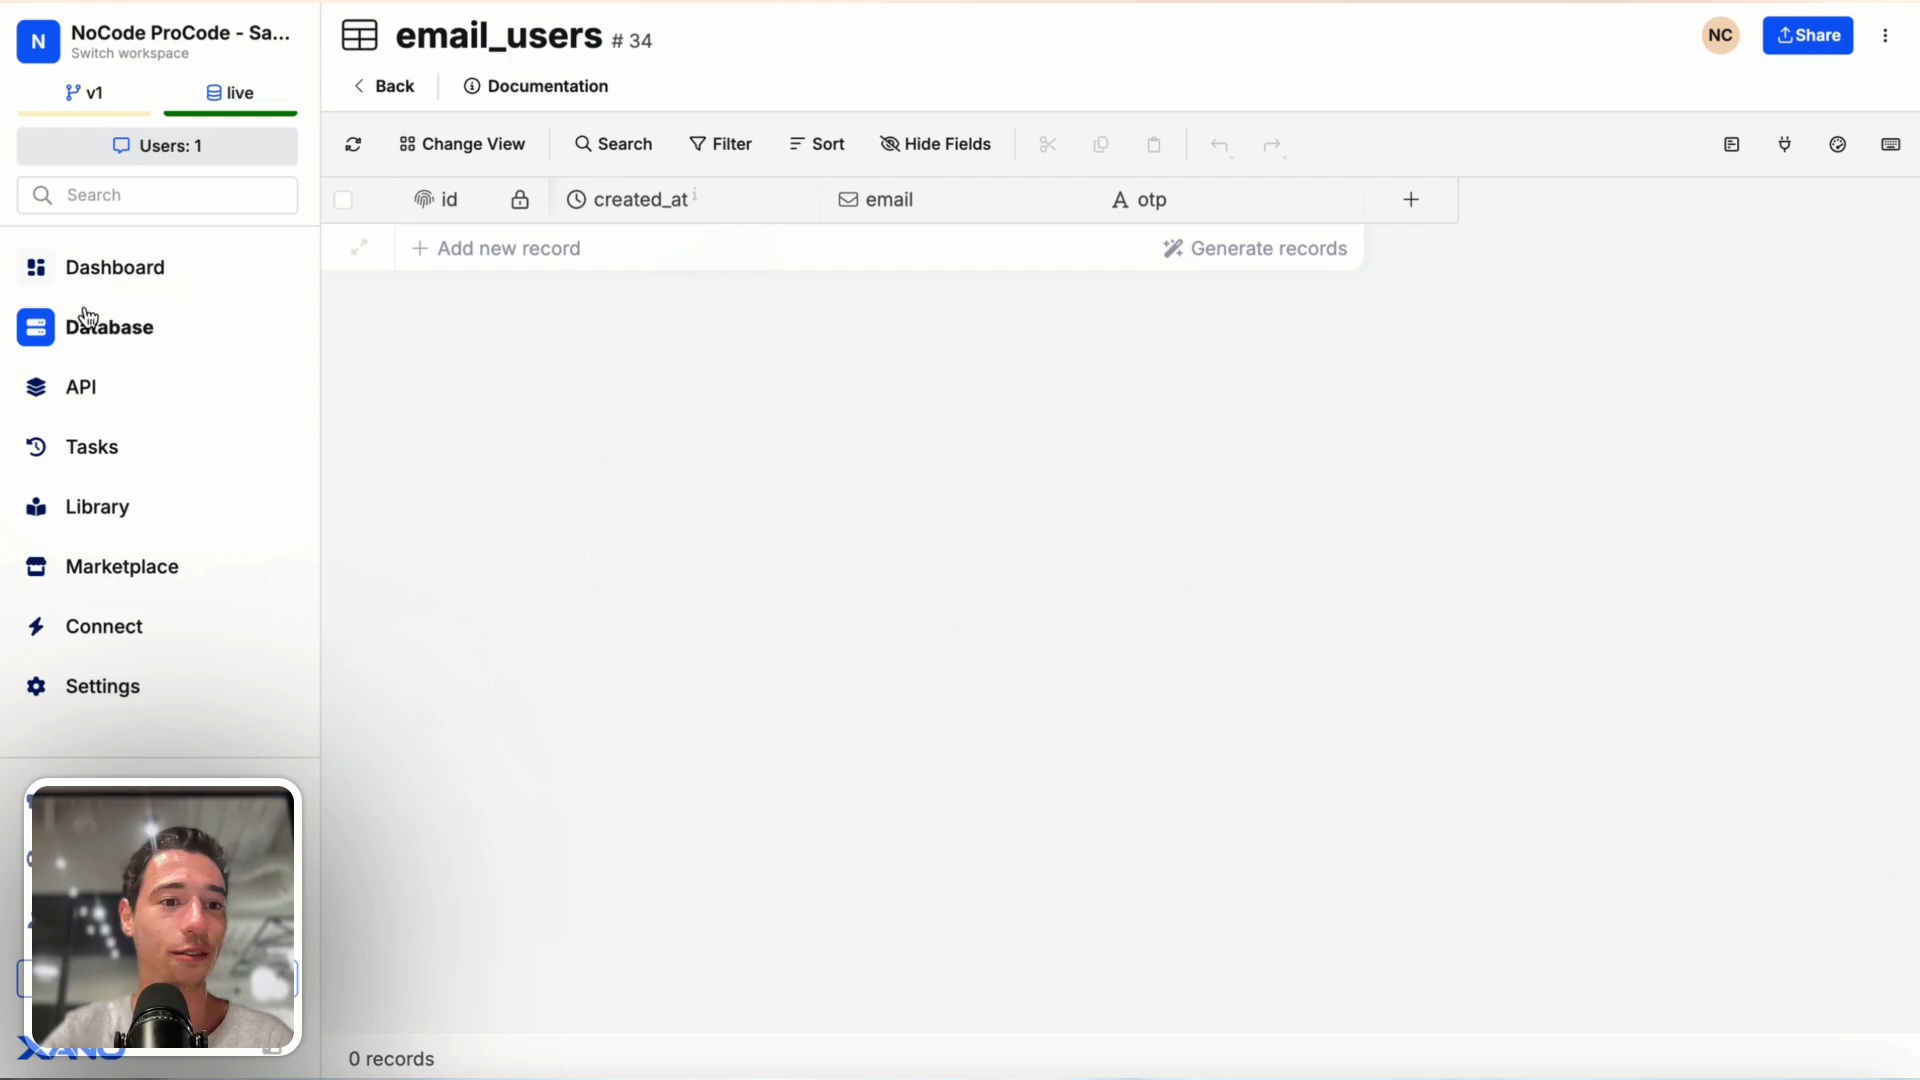 N
NoCode ProCode - Sa...
Switch workspace
v1
live
Users: 1
Search
Dashboard
Database
API
Tasks
Library
Marketplace
Connect
Settings
XANO
email_users # 34
NC
Share
Back
Documentation
Change View
Search
Filter
Sort
Hide Fields
id
created_at
email
otp
Add new record
Generate records
0 records